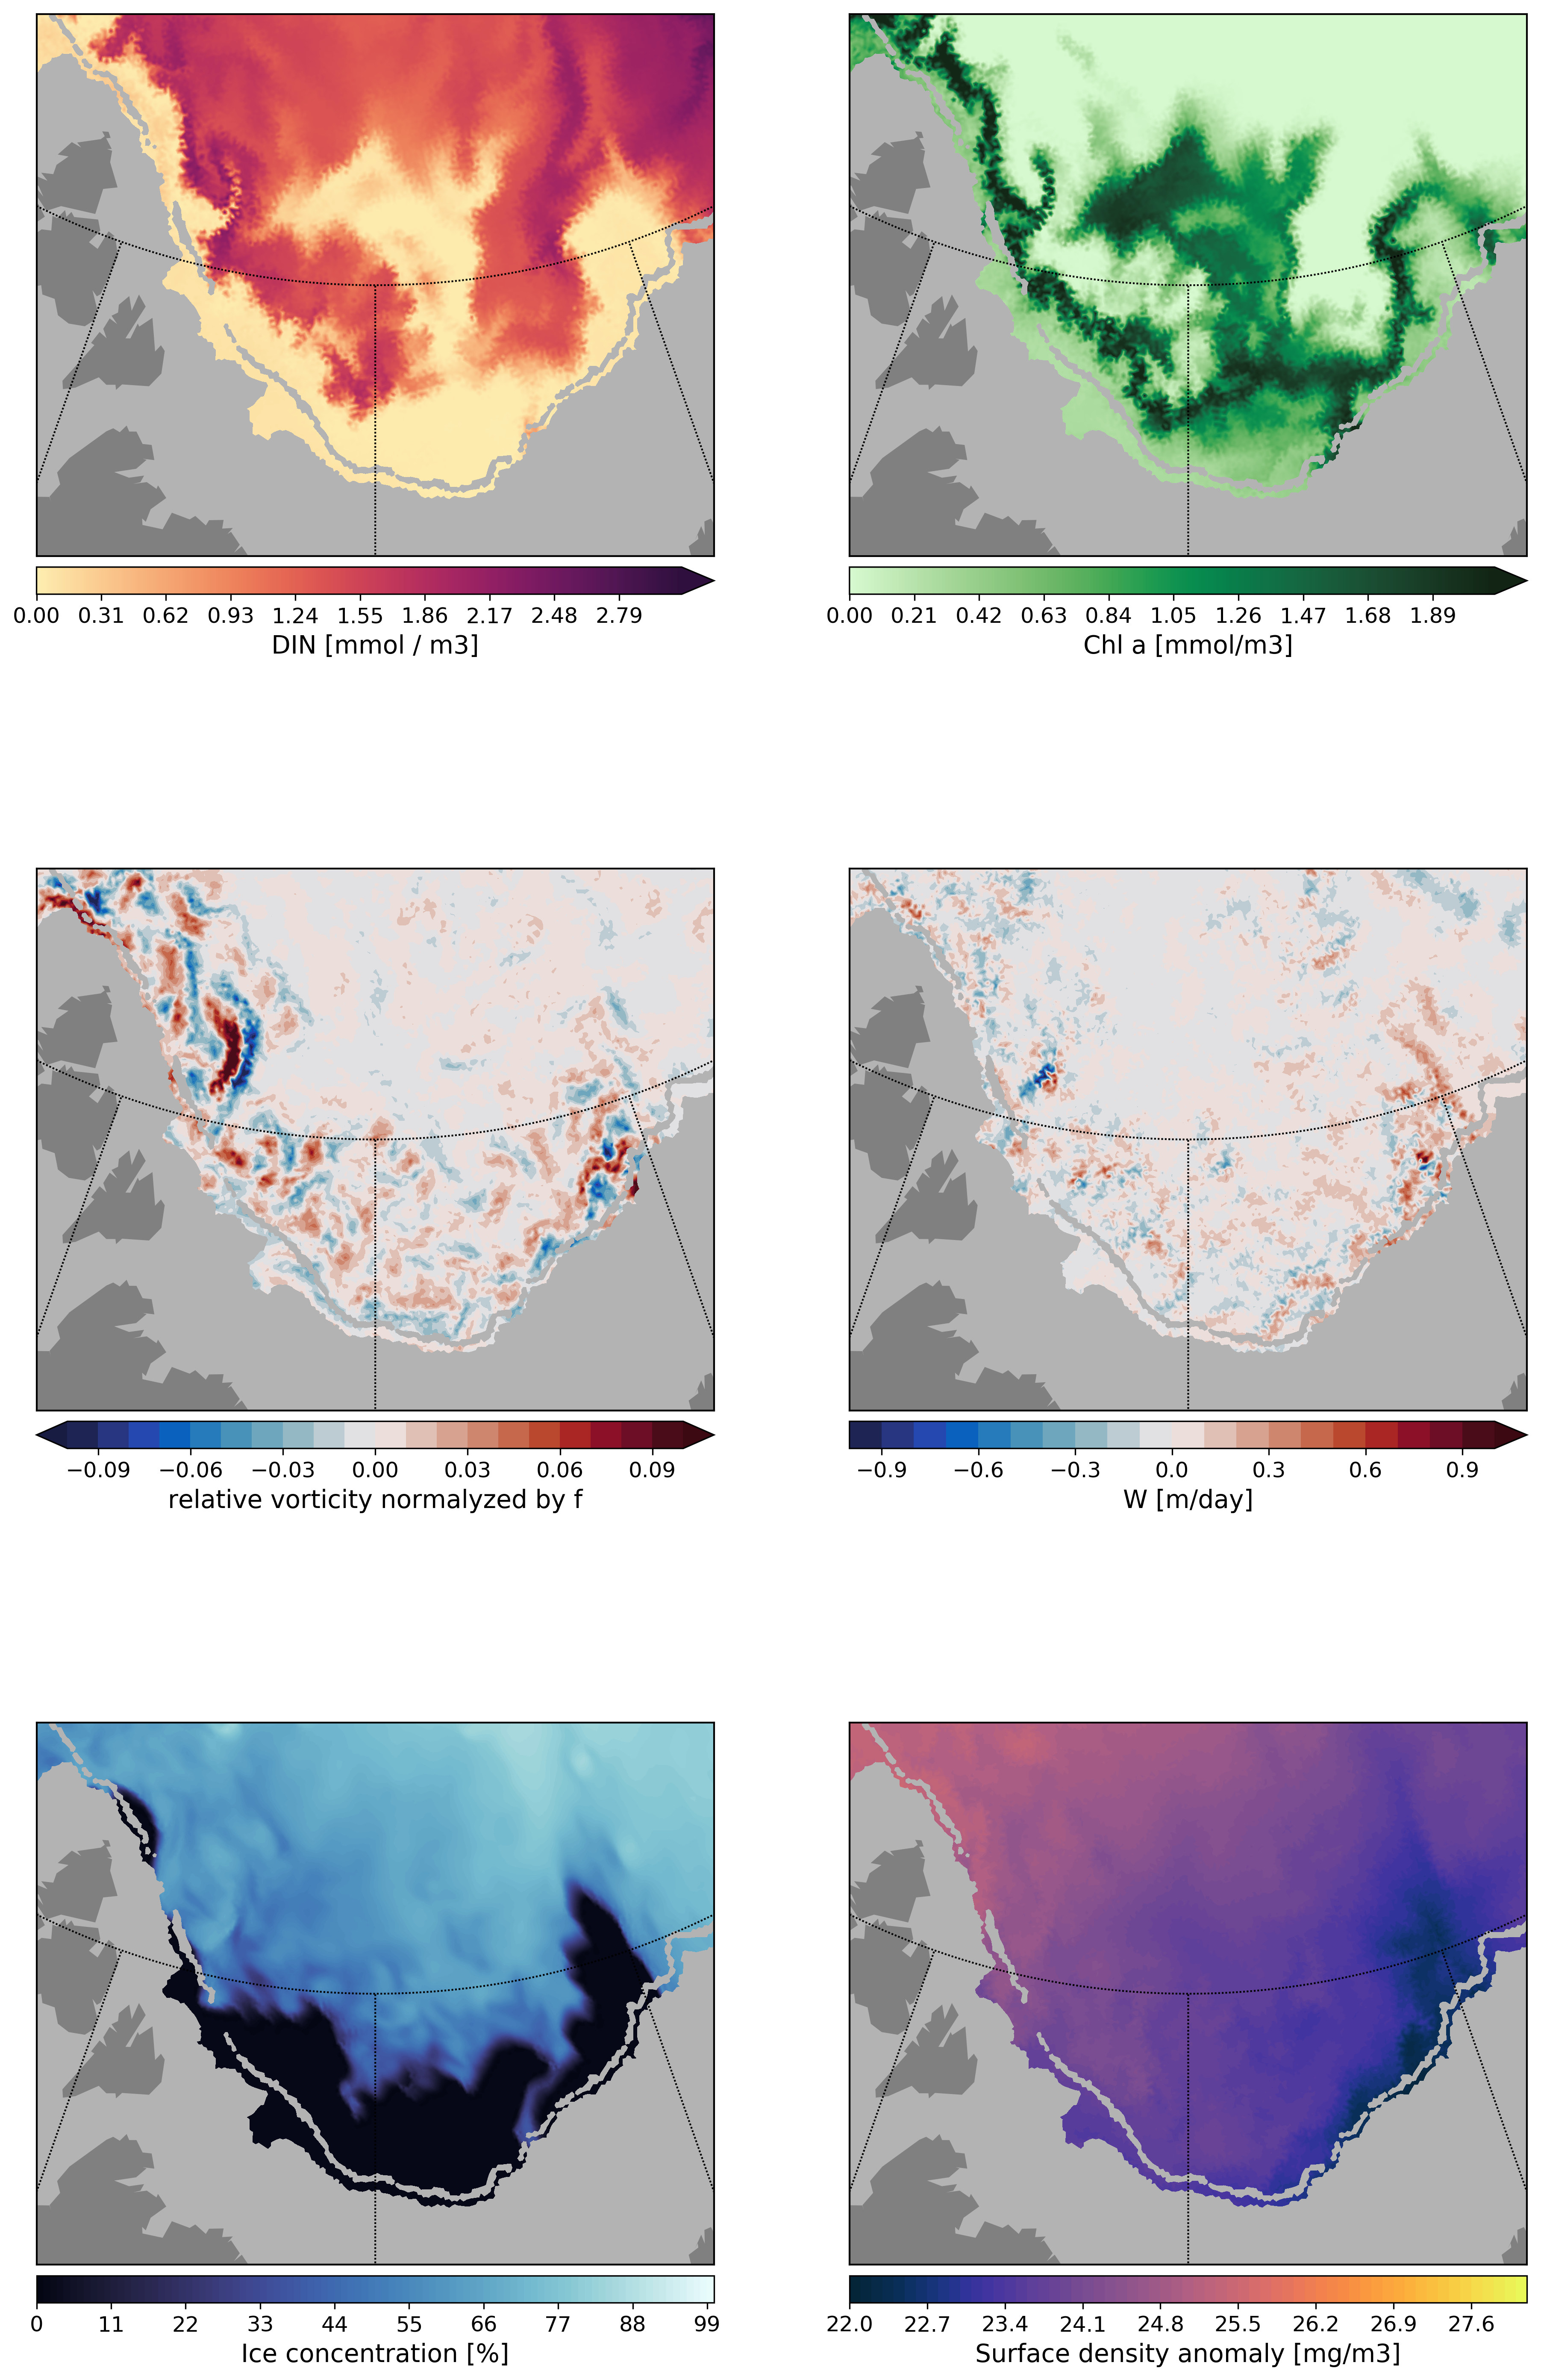 0.00 0.31 0.62 0.93 1.24 1.55 1.86 2.17 2.48 2.79
DIN [mmol / m3]
0.00 0.21 0.42 0.63 0.84 1.05 1.26 1.47 1.68 1.89
Chl a [mmol/m3]
−0.09 −0.06 −0.03 0.00 0.03 0.06 0.09
relative vorticity normalyzed by f
−0.9 −0.6 −0.3 0.0 0.3 0.6 0.9
W [m/day]
0 11 22 33 44 55 66 77 88 99
Ice concentration [%]
22.0 22.7 23.4 24.1 24.8 25.5 26.2 26.9 27.6
Surface density anomaly [mg/m3]